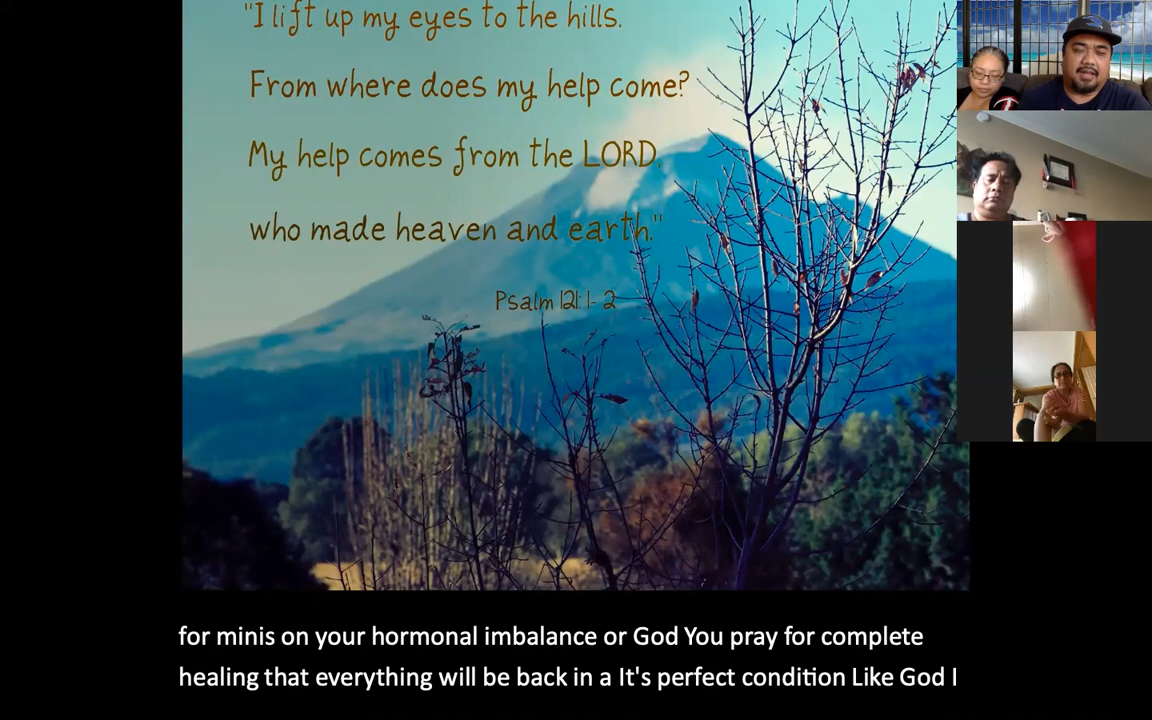 "I lift up my eyes to the hills.
From where does my help come?
My help comes from the LORD
who made heaven and earth."
Psalm 121:1-2
for minis on your hormonal imbalance or God You pray for complete
healing that everything will be back in a It's perfect condition Like God I